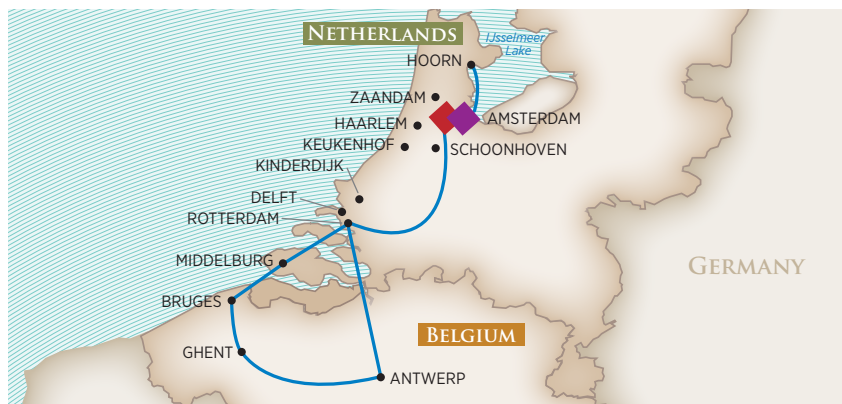 NETHERLANDS
IJsselmeer
Lake
HOORN
ZAANDAM
AMSTERDAM
HAARLEM
KEUKENHOF
SCHOONHOVEN
KINDERDIJK
DELFT
ROTTERDAM
MIDDELBURG
GERMANY
BRUGES
BELGIUM
GHENT
ANTWERP